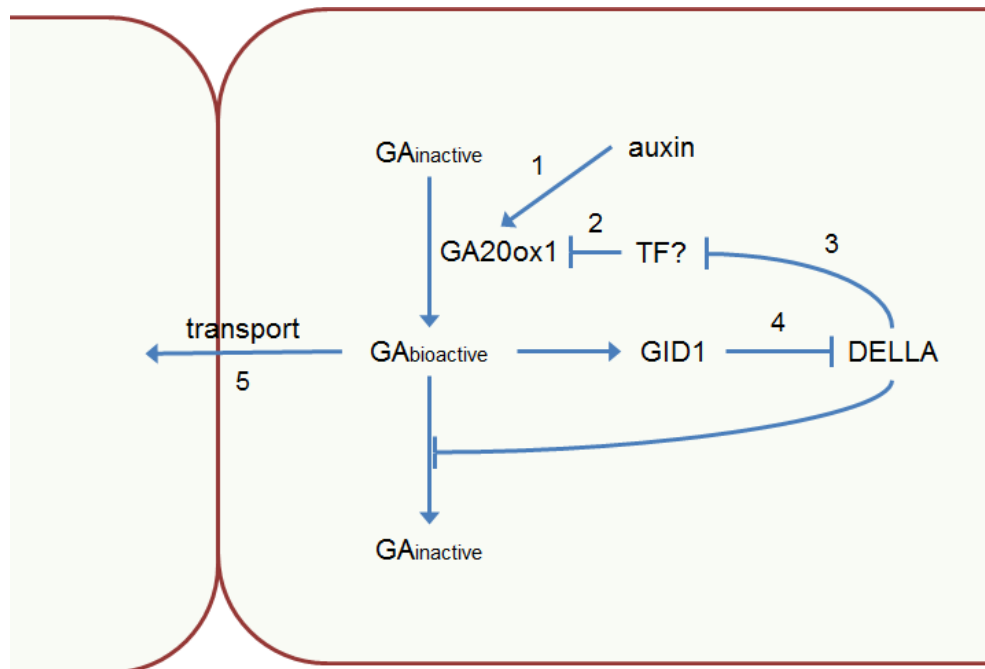 GAinactive
auxin
1
GA20ox1
2
TF?
3
transport
5
GAbioactive
GID1
4
DELLA
GAinactive